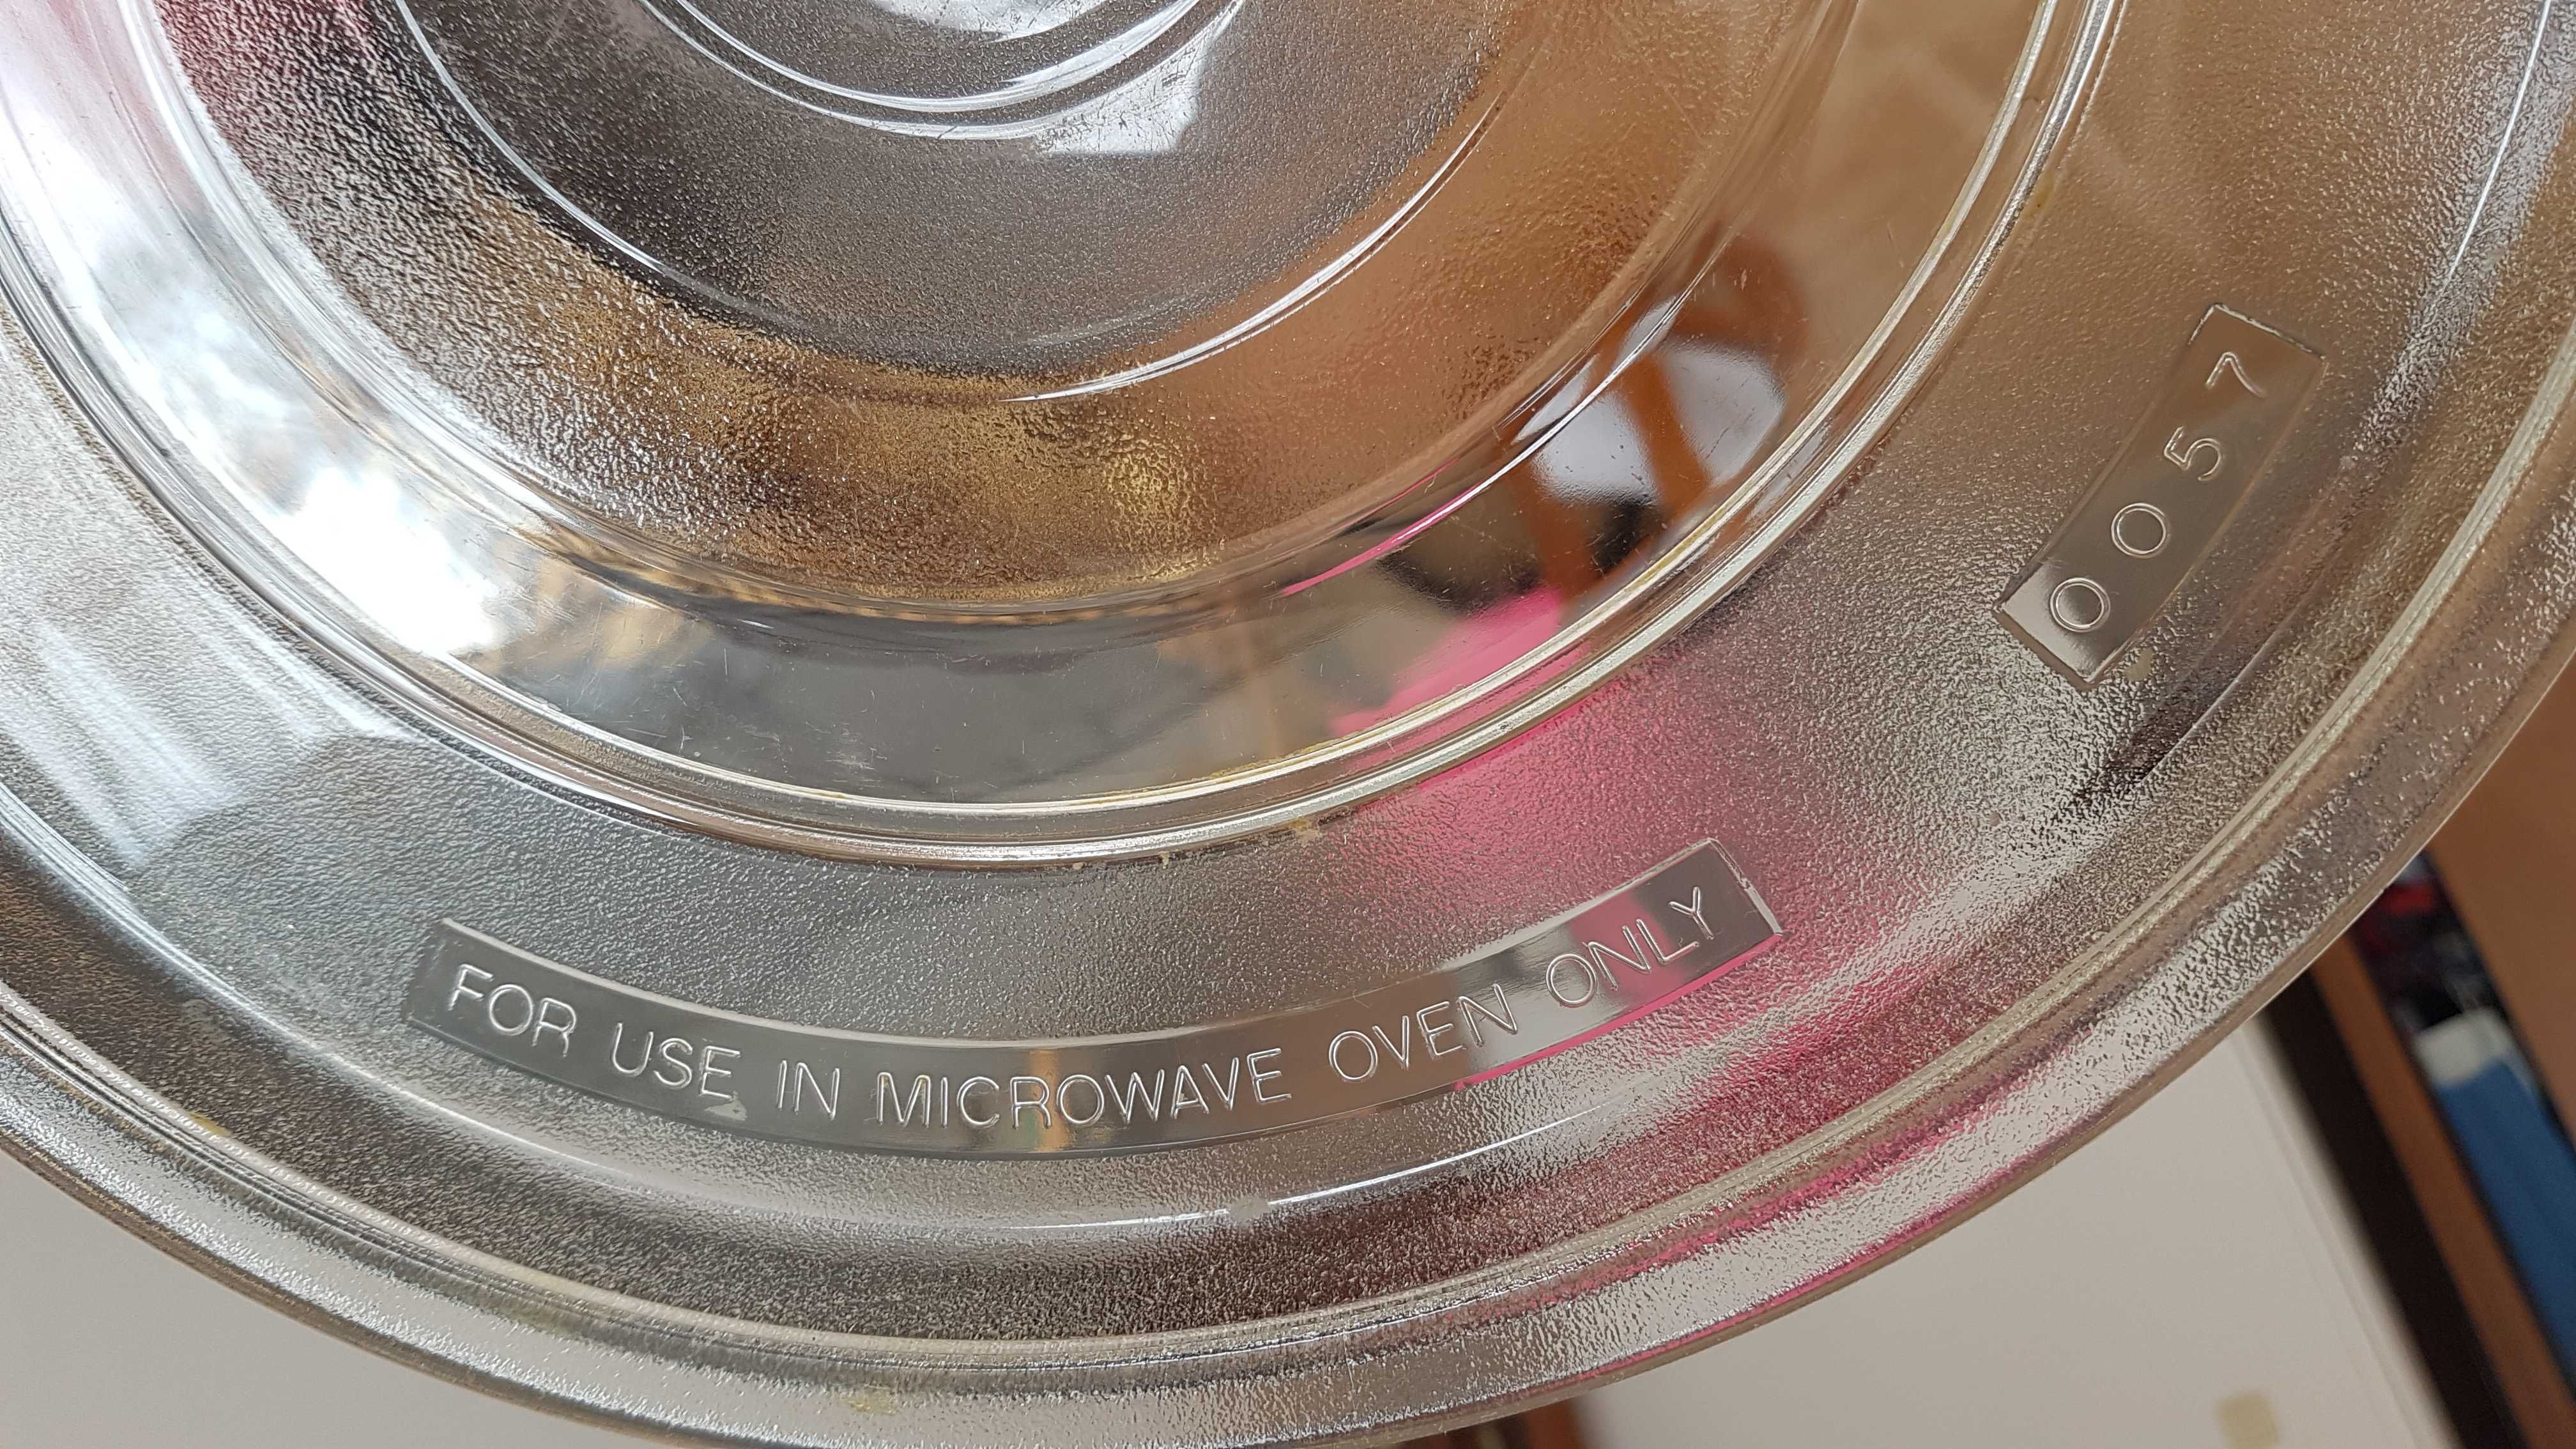 FOR USE IN MICROWAVE OVEN ONLY
0057